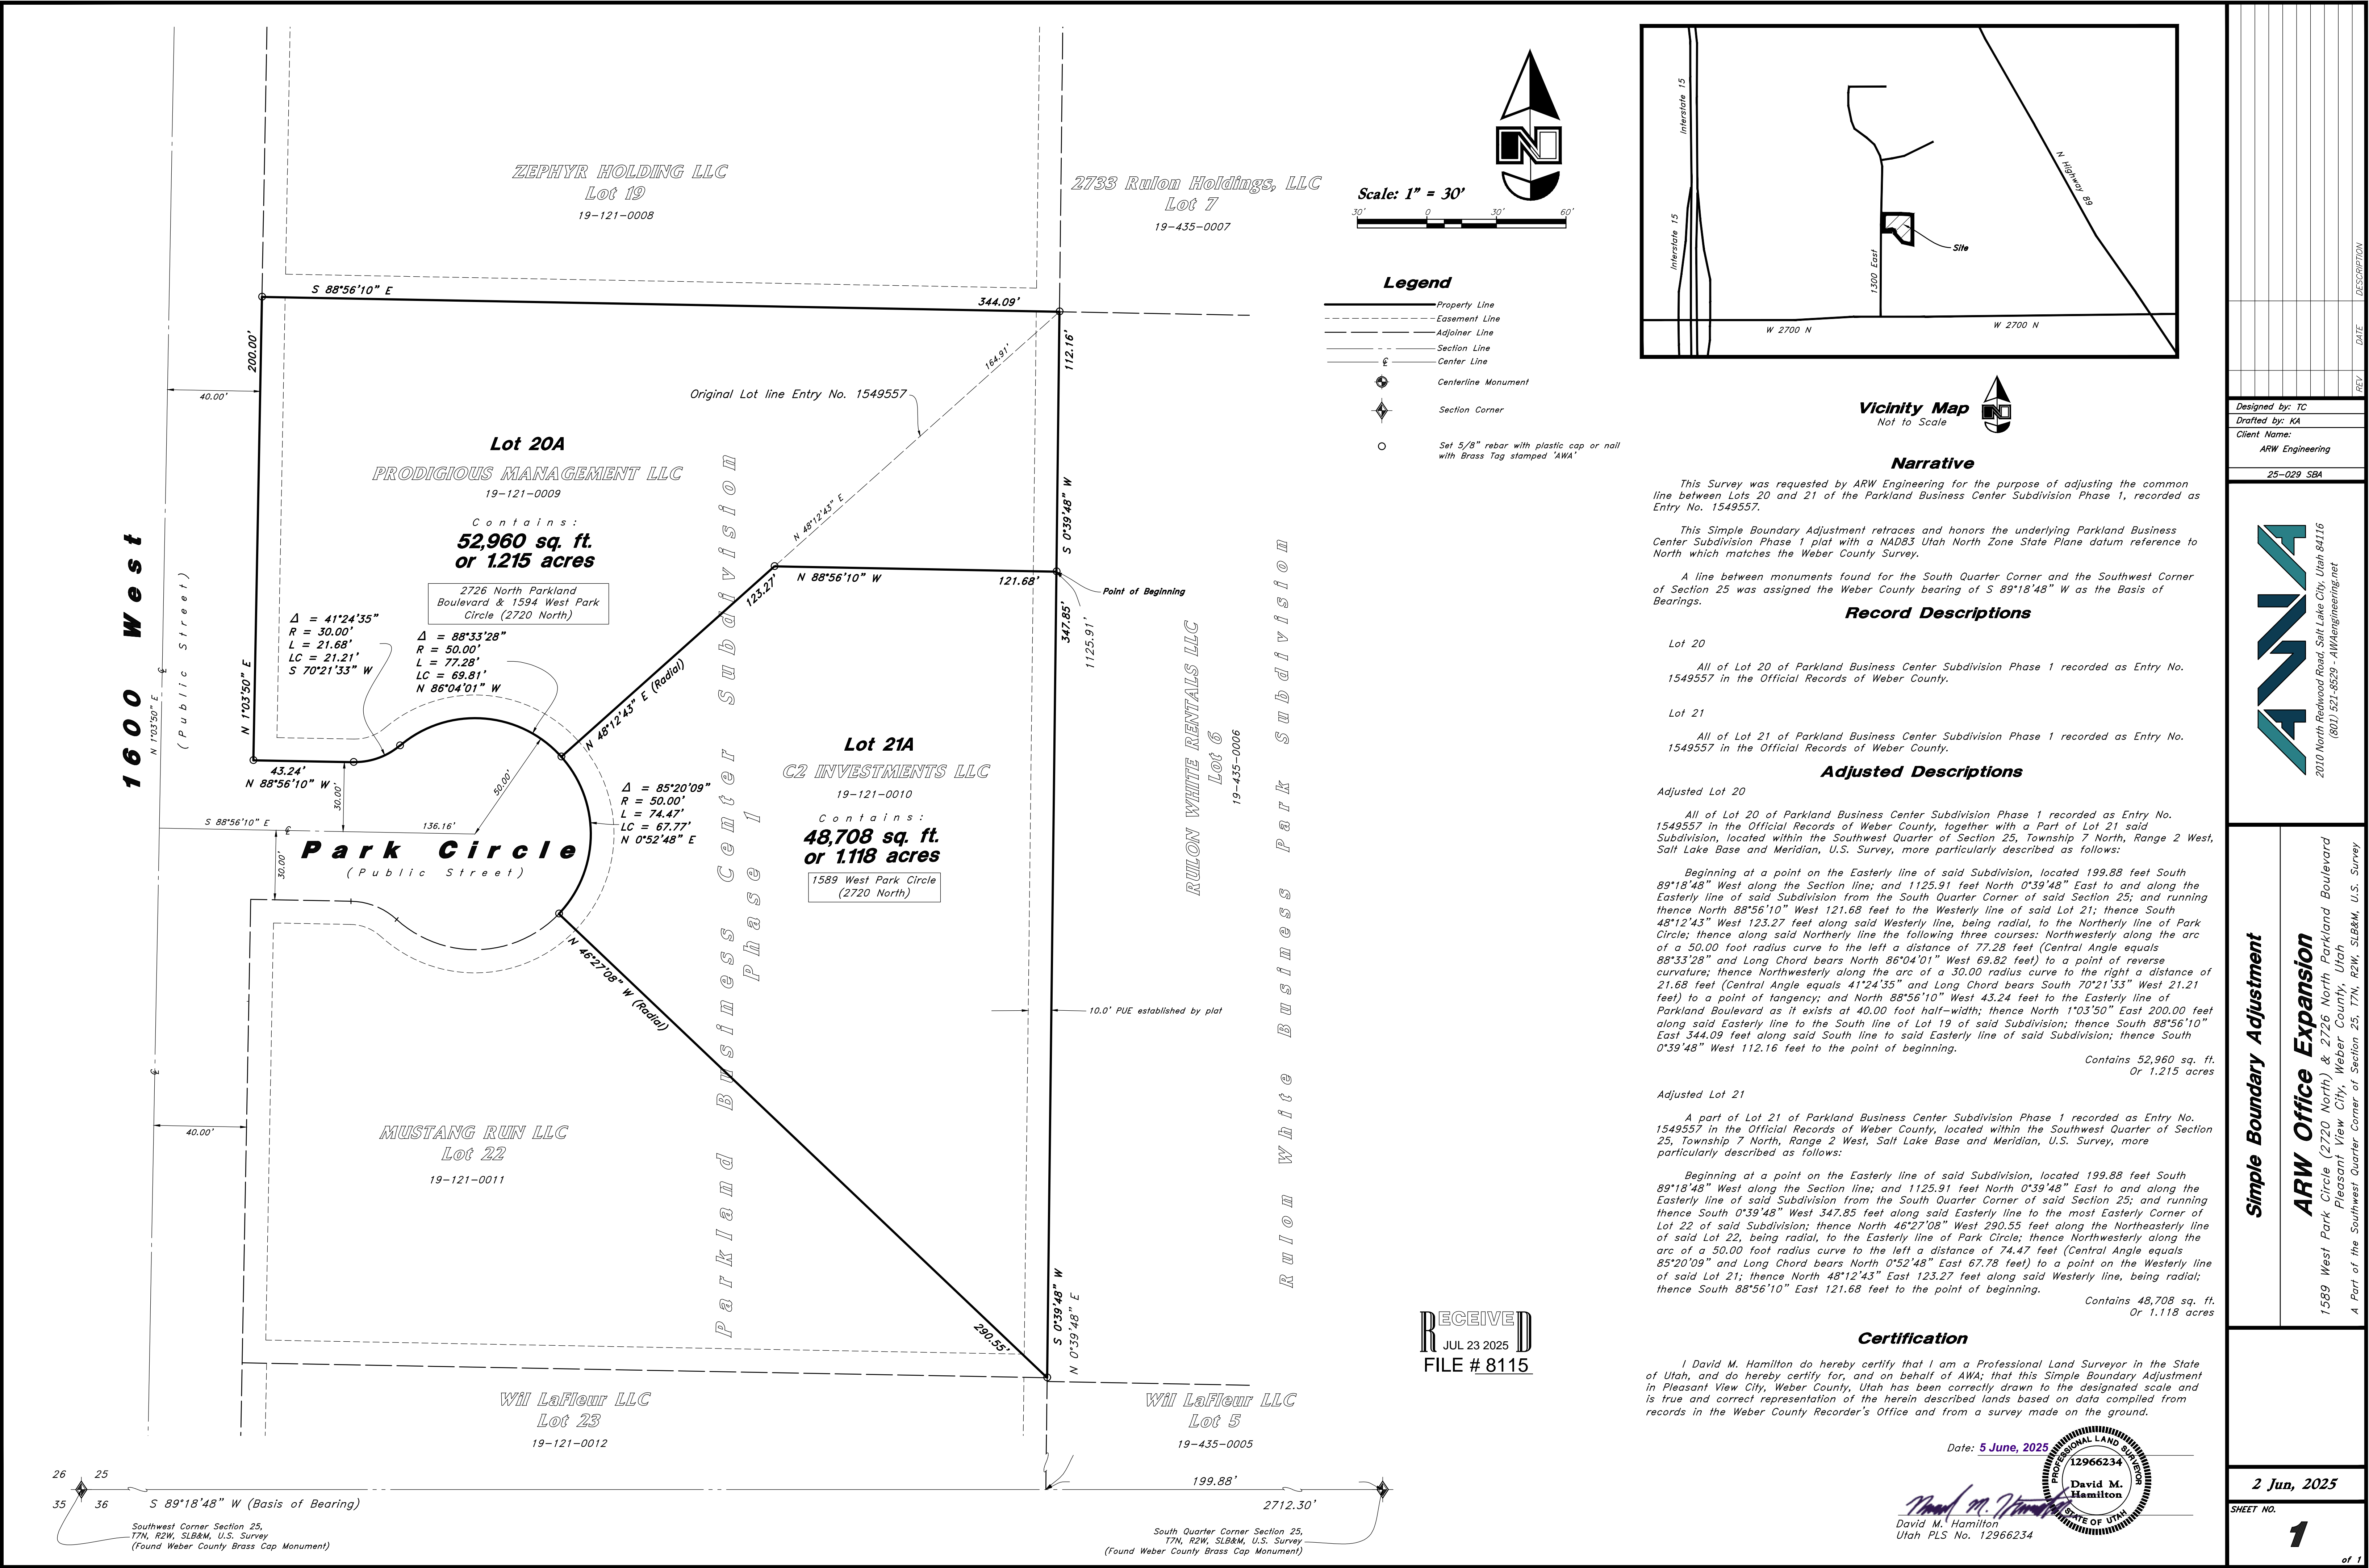 ZEPHYR HOLDING LLC
Lot 19
19-121-0008
2733 Rulon Holdings, LLC
Lot 7
19-435-0007
Scale: 1" = 30'
30'
0
30'
60'
Legend
Property Line
Easement Line
Adjoiner Line
Section Line
Center Line
Centerline Monument
Section Corner
Set 5/8" rebar with plastic cap or nail
with Brass Tag stamped 'AWA'
S 88°56'10" E
344.09'
200.00'
N 1°03'50" E
40.00'
112.16'
S 0°39'48" W
164.91'
N 48°12'43" E
Original Lot line Entry No. 1549557
Lot 20A
PRODIGIOUS MANAGEMENT LLC
19-121-0009
Contains:
52,960 sq. ft.
or 1.215 acres
2726 North Parkland
Boulevard & 1594 West Park
Circle (2720 North)
Δ = 41°24'35"
R = 30.00'
L = 21.68'
LC = 21.21'
S 70°21'33" W
Δ = 88°33'28"
R = 50.00'
L = 77.28'
LC = 69.81'
N 86°04'01" W
1600 West
(Public Street)
N 1°03'50" E
℄
123.27'
N 48°12'43" E (Radial)
N 88°56'10" W
121.68'
Point of Beginning
347.85'
1125.91'
43.24'
N 88°56'10" W
30.00'
50.00'
S 88°56'10" E
℄
136.16'
Park Circle
(Public Street)
30.00'
Δ = 85°20'09"
R = 50.00'
L = 74.47'
LC = 67.77'
N 0°52'48" E
Lot 21A
C2 INVESTMENTS LLC
19-121-0010
Contains:
48,708 sq. ft.
or 1.118 acres
1589 West Park Circle
(2720 North)
Parkland Business Center Subdivision
Phase 1
RULON WHITE RENTALS LLC
Lot 6
19-435-0006
Rulon White Business Park Subdivision
N 46°27'08" W (Radial)
290.55'
10.0' PUE established by plat
℄
40.00'
MUSTANG RUN LLC
Lot 22
19-121-0011
S 0°39'48" W
N 0°39'48" E
Wil LaFleur LLC
Lot 23
19-121-0012
Wil LaFleur LLC
Lot 5
19-435-0005
26 25
35 36
S 89°18'48" W (Basis of Bearing)
199.88'
2712.30'
Southwest Corner Section 25,
T7N, R2W, SLB&M, U.S. Survey
(Found Weber County Brass Cap Monument)
South Quarter Corner Section 25,
T7N, R2W, SLB&M, U.S. Survey
(Found Weber County Brass Cap Monument)
RECEIVED
JUL 23 2025
FILE # 8115
Interstate 15
Interstate 15
1300 East
N Highway 89
Site
W 2700 N
W 2700 N
Vicinity Map
Not to Scale
Narrative
This Survey was requested by ARW Engineering for the purpose of adjusting the common
line between Lots 20 and 21 of the Parkland Business Center Subdivision Phase 1, recorded as
Entry No. 1549557.
This Simple Boundary Adjustment retraces and honors the underlying Parkland Business
Center Subdivision Phase 1 plat with a NAD83 Utah North Zone State Plane datum reference to
North which matches the Weber County Survey.
A line between monuments found for the South Quarter Corner and the Southwest Corner
of Section 25 was assigned the Weber County bearing of S 89°18'48" W as the Basis of
Bearings.
Record Descriptions
Lot 20
All of Lot 20 of Parkland Business Center Subdivision Phase 1 recorded as Entry No.
1549557 in the Official Records of Weber County.
Lot 21
All of Lot 21 of Parkland Business Center Subdivision Phase 1 recorded as Entry No.
1549557 in the Official Records of Weber County.
Adjusted Descriptions
Adjusted Lot 20
All of Lot 20 of Parkland Business Center Subdivision Phase 1 recorded as Entry No.
1549557 in the Official Records of Weber County, together with a Part of Lot 21 said
Subdivision, located within the Southwest Quarter of Section 25, Township 7 North, Range 2 West,
Salt Lake Base and Meridian, U.S. Survey, more particularly described as follows:
Beginning at a point on the Easterly line of said Subdivision, located 199.88 feet South
89°18'48" West along the Section line; and 1125.91 feet North 0°39'48" East to and along the
Easterly line of said Subdivision from the South Quarter Corner of said Section 25; and running
thence North 88°56'10" West 121.68 feet to the Westerly line of said Lot 21; thence South
48°12'43" West 123.27 feet along said Westerly line, being radial, to the Northerly line of Park
Circle; thence along said Northerly line the following three courses: Northwesterly along the arc
of a 50.00 foot radius curve to the left a distance of 77.28 feet (Central Angle equals
88°33'28" and Long Chord bears North 86°04'01" West 69.82 feet) to a point of reverse
curvature; thence Northwesterly along the arc of a 30.00 radius curve to the right a distance of
21.68 feet (Central Angle equals 41°24'35" and Long Chord bears South 70°21'33" West 21.21
feet) to a point of tangency; and North 88°56'10" West 43.24 feet to the Easterly line of
Parkland Boulevard as it exists at 40.00 foot half-width; thence North 1°03'50" East 200.00 feet
along said Easterly line to the South line of Lot 19 of said Subdivision; thence South 88°56'10"
East 344.09 feet along said South line to said Easterly line of said Subdivision; thence South
0°39'48" West 112.16 feet to the point of beginning.
Contains 52,960 sq. ft.
Or 1.215 acres
Adjusted Lot 21
A part of Lot 21 of Parkland Business Center Subdivision Phase 1 recorded as Entry No.
1549557 in the Official Records of Weber County, located within the Southwest Quarter of Section
25, Township 7 North, Range 2 West, Salt Lake Base and Meridian, U.S. Survey, more
particularly described as follows:
Beginning at a point on the Easterly line of said Subdivision, located 199.88 feet South
89°18'48" West along the Section line; and 1125.91 feet North 0°39'48" East to and along the
Easterly line of said Subdivision from the South Quarter Corner of said Section 25; and running
thence South 0°39'48" West 347.85 feet along said Easterly line to the most Easterly Corner of
Lot 22 of said Subdivision; thence North 46°27'08" West 290.55 feet along the Northeasterly line
of said Lot 22, being radial, to the Easterly line of Park Circle; thence Northwesterly along the
arc of a 50.00 foot radius curve to the left a distance of 74.47 feet (Central Angle equals
85°20'09" and Long Chord bears North 0°52'48" East 67.78 feet) to a point on the Westerly line
of said Lot 21; thence North 48°12'43" East 123.27 feet along said Westerly line, being radial;
thence South 88°56'10" East 121.68 feet to the point of beginning.
Contains 48,708 sq. ft.
Or 1.118 acres
Certification
I David M. Hamilton do hereby certify that I am a Professional Land Surveyor in the State
of Utah, and do hereby certify for, and on behalf of AWA; that this Simple Boundary Adjustment
in Pleasant View City, Weber County, Utah has been correctly drawn to the designated scale and
is true and correct representation of the herein described lands based on data compiled from
records in the Weber County Recorder's Office and from a survey made on the ground.
Date: 5 June, 2025
PROFESSIONAL LAND SURVEYOR
12966234
David M.
Hamilton
STATE OF UTAH
David M. Hamilton
Utah PLS No. 12966234
REV DATE DESCRIPTION
Designed by: TC
Drafted by: KA
Client Name:
ARW Engineering
25-029 SBA
2010 North Redwood Road, Salt Lake City, Utah 84116
(801) 521-8529 - AWAengineering.net
Simple Boundary Adjustment
ARW Office Expansion
1589 West Park Circle (2720 North) & 2726 North Parkland Boulevard
Pleasant View City, Weber County, Utah
A Part of the Southwest Quarter Corner of Section 25, T7N, R2W, SLB&M, U.S. Survey
2 Jun, 2025
SHEET NO.
1
of 1